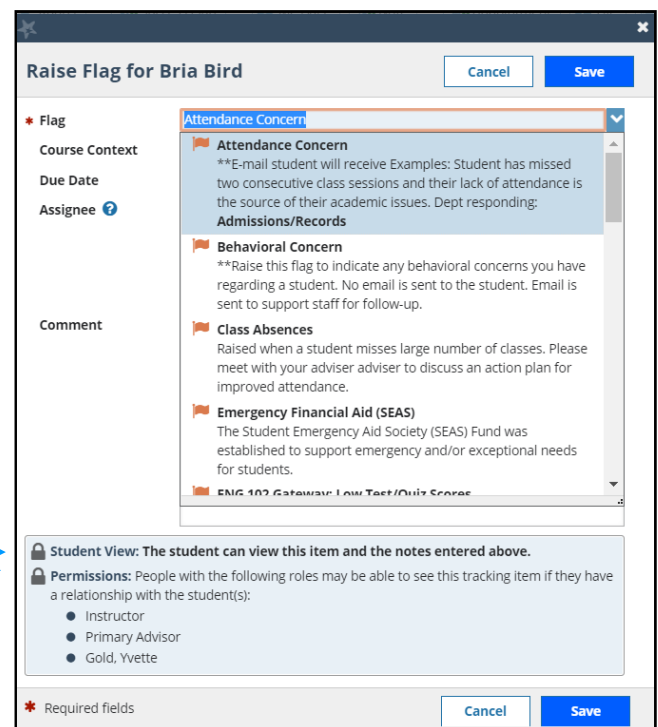 Raise Flag for Bria Bird
Cancel
Save
* Flag
Attendance Concern
Course Context
Due Date
Assignee ?
Comment
Attendance Concern
**E-mail student will receive Examples: Student has missed
two consecutive class sessions and their lack of attendance is
the source of their academic issues. Dept responding:
Admissions/Records
Behavioral Concern
**Raise this flag to indicate any behavioral concerns you have
regarding a student. No email is sent to the student. Email is
sent to support staff for follow-up.
Class Absences
Raised when a student misses large number of classes. Please
meet with your adviser adviser to discuss an action plan for
improved attendance.
Emergency Financial Aid (SEAS)
The Student Emergency Aid Society (SEAS) Fund was
established to support emergency and/or exceptional needs
for students.
ENG 102 Gateway: Low Test/Quiz Scores
Student View: The student can view this item and the notes entered above.
Permissions: People with the following roles may be able to see this tracking item if they have
a relationship with the student(s):
● Instructor
● Primary Advisor
● Gold, Yvette
* Required fields
Cancel
Save